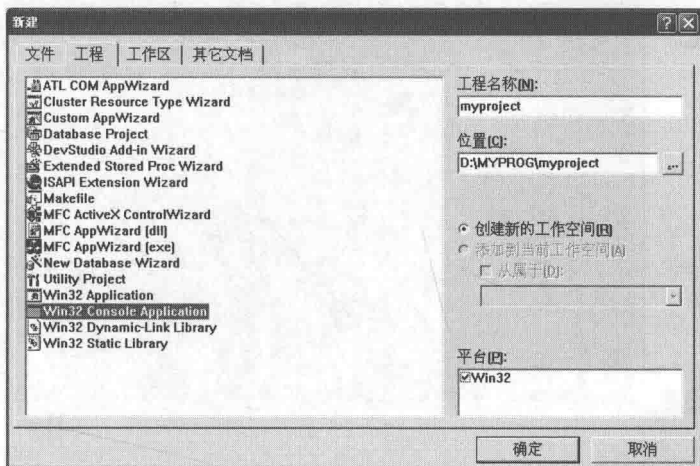 新建
文件 工程 工作区 其它文档
ATL COM AppWizard
Cluster Resource Type Wizard
Custom AppWizard
Database Project
DevStudio Add-in Wizard
Extended Stored Proc Wizard
ISAPI Extension Wizard
Makefile
MFC ActiveX ControlWizard
MFC AppWizard (dll)
MFC AppWizard (exe)
New Database Wizard
Utility Project
Win32 Application
Win32 Console Application
Win32 Dynamic-Link Library
Win32 Static Library
工程名称(N):
myproject
位置(C):
D:\MYPROG\myproject
...
创建新的工作空间(R)
添加到当前工作空间(A)
从属于(D):
平台(P):
Win32
确定
取消